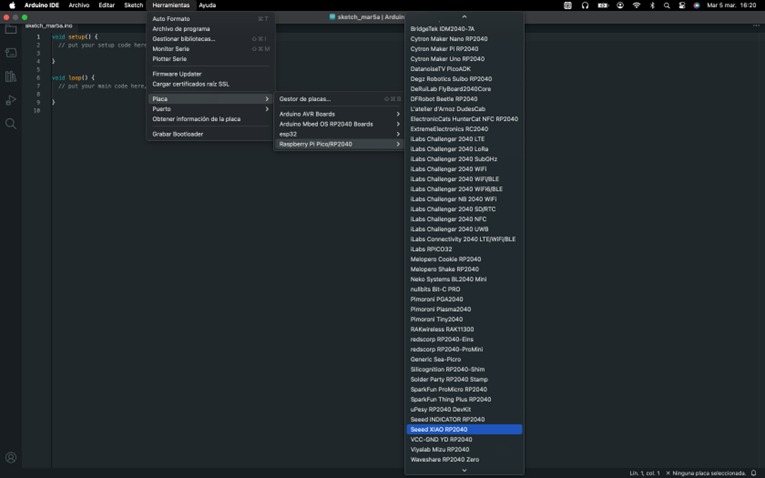 Arduino IDE Archivo Editar Sketch Herramientas Ayuda Mar 5 mar. 16:20
sketch_mar5a | Arduin
sketch_mar5a.ino
1 void setup() {
2 // put your setup code here
3
4 }
5
6 void loop() {
7 // put your main code here,
8
9 }
10
Auto Formato ⌘ T
Archivo de programa
Gestionar bibliotecas... ⇧ ⌘ I
Monitor Serie ⇧ ⌘ M
Plotter Serie
Firmware Updater
Cargar certificados raíz SSL
Placa
Puerto
Obtener información de la placa
Grabar Bootloader
Gestor de placas... ⇧ ⌘ B
Arduino AVR Boards
Arduino Mbed OS RP2040 Boards
esp32
Raspberry Pi Pico/RP2040
BridgeTek IDM2040-7A
Cytron Maker Nano RP2040
Cytron Maker Pi RP2040
Cytron Maker Uno RP2040
DatanoiseTV PicoADK
Degz Robotics Suibo RP2040
DeRuiLab FlyBoard2040Core
DFRobot Beetle RP2040
L'atelier d'Arnoz DudesCab
ElectronicCats HunterCat NFC RP2040
ExtremeElectronics RC2040
iLabs Challenger 2040 LTE
iLabs Challenger 2040 LoRa
iLabs Challenger 2040 SubGHz
iLabs Challenger 2040 WiFi
iLabs Challenger 2040 WiFi/BLE
iLabs Challenger 2040 WiFi6/BLE
iLabs Challenger NB 2040 WiFi
iLabs Challenger 2040 SD/RTC
iLabs Challenger 2040 NFC
iLabs Challenger 2040 UWB
iLabs Connectivity 2040 LTE/WiFi/BLE
iLabs RPICO32
Melopero Cookie RP2040
Melopero Shake RP2040
Neko Systems BL2040 Mini
nullbits Bit-C PRO
Pimoroni PGA2040
Pimoroni Plasma2040
Pimoroni Tiny2040
RAKwireless RAK11300
redscorp RP2040-Eins
redscorp RP2040-ProMini
Generic Sea-Picro
Silicognition RP2040-Shim
Solder Party RP2040 Stamp
SparkFun ProMicro RP2040
SparkFun Thing Plus RP2040
uPesy RP2040 DevKit
Seeed INDICATOR RP2040
Seeed XIAO RP2040
VCC-GND YD RP2040
Viyalab Mizu RP2040
Waveshare RP2040 Zero
Lín. 1, col. 1 × Ninguna placa seleccionada.